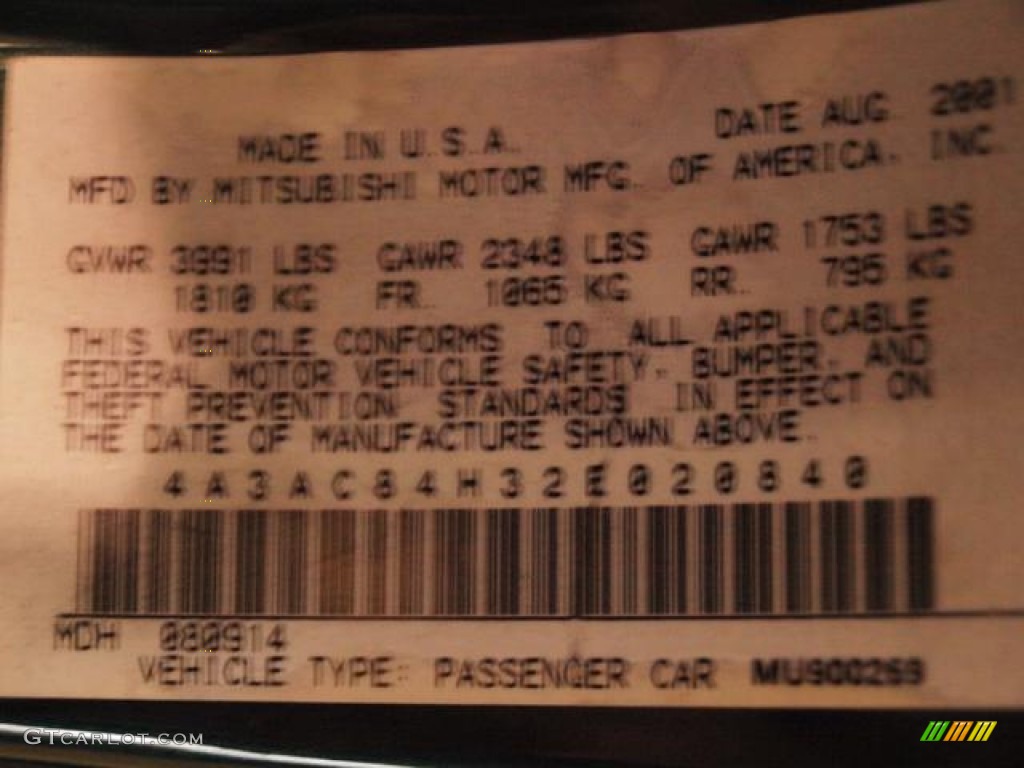 MADE IN U.S.A. DATE AUG. 2001
MFD BY MITSUBISHI MOTOR MFG. OF AMERICA, INC.
GVWR 3991 LBS GAWR 2348 LBS GAWR 1753 LBS
1810 KG FR. 1065 KG RR. 795 KG
THIS VEHICLE CONFORMS TO ALL APPLICABLE
FEDERAL MOTOR VEHICLE SAFETY, BUMPER, AND
THEFT PREVENTION STANDARDS IN EFFECT ON
THE DATE OF MANUFACTURE SHOWN ABOVE.
4A3AC84H32E020840
MDH 080914
VEHICLE TYPE: PASSENGER CAR MU900269
GTCARLOT.COM